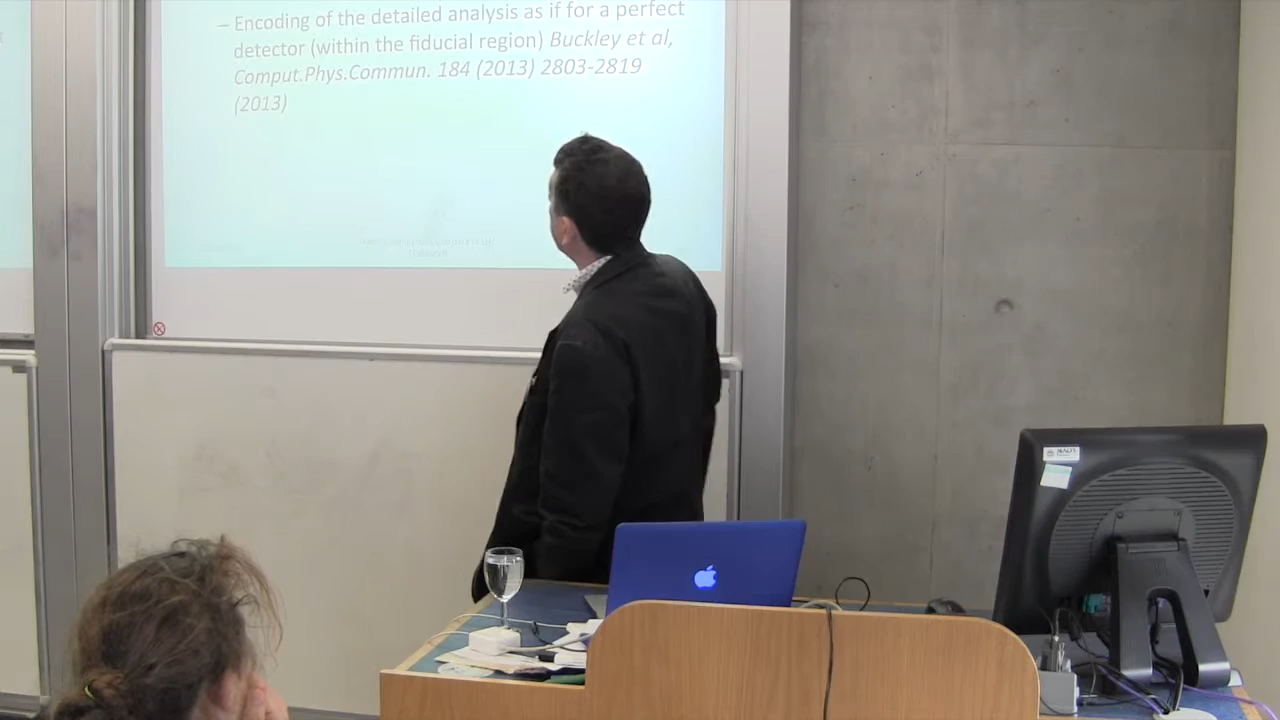 – Encoding of the detailed analysis as if for a perfect
detector (within the fiducial region) Buckley et al,
Comput.Phys.Commun. 184 (2013) 2803-2819
(2013)